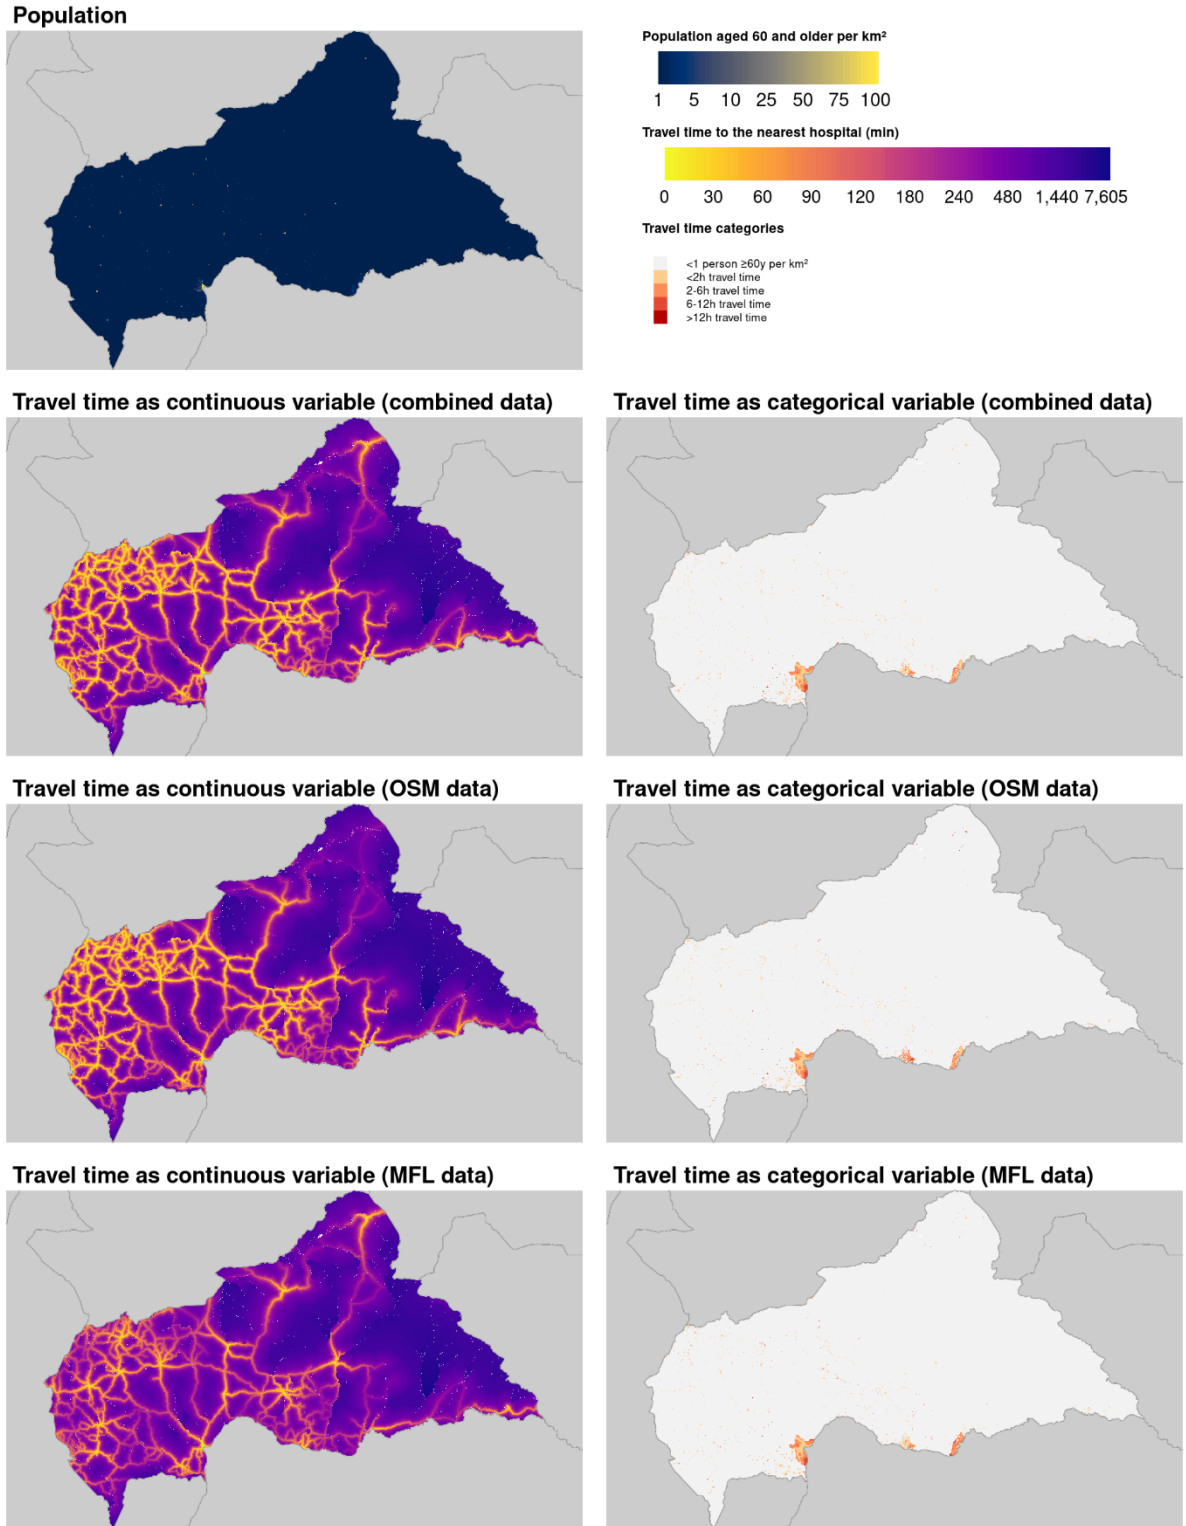 Population
Population aged 60 and older per km²
1 5 10 25 50 75 100
Travel time to the nearest hospital (min)
0 30 60 90 120 180 240 480 1,440 7,605
Travel time categories
<1 person ≥60y per km²
<2h travel time
2-6h travel time
6-12h travel time
>12h travel time
Travel time as continuous variable (combined data)
Travel time as categorical variable (combined data)
Travel time as continuous variable (OSM data)
Travel time as categorical variable (OSM data)
Travel time as continuous variable (MFL data)
Travel time as categorical variable (MFL data)